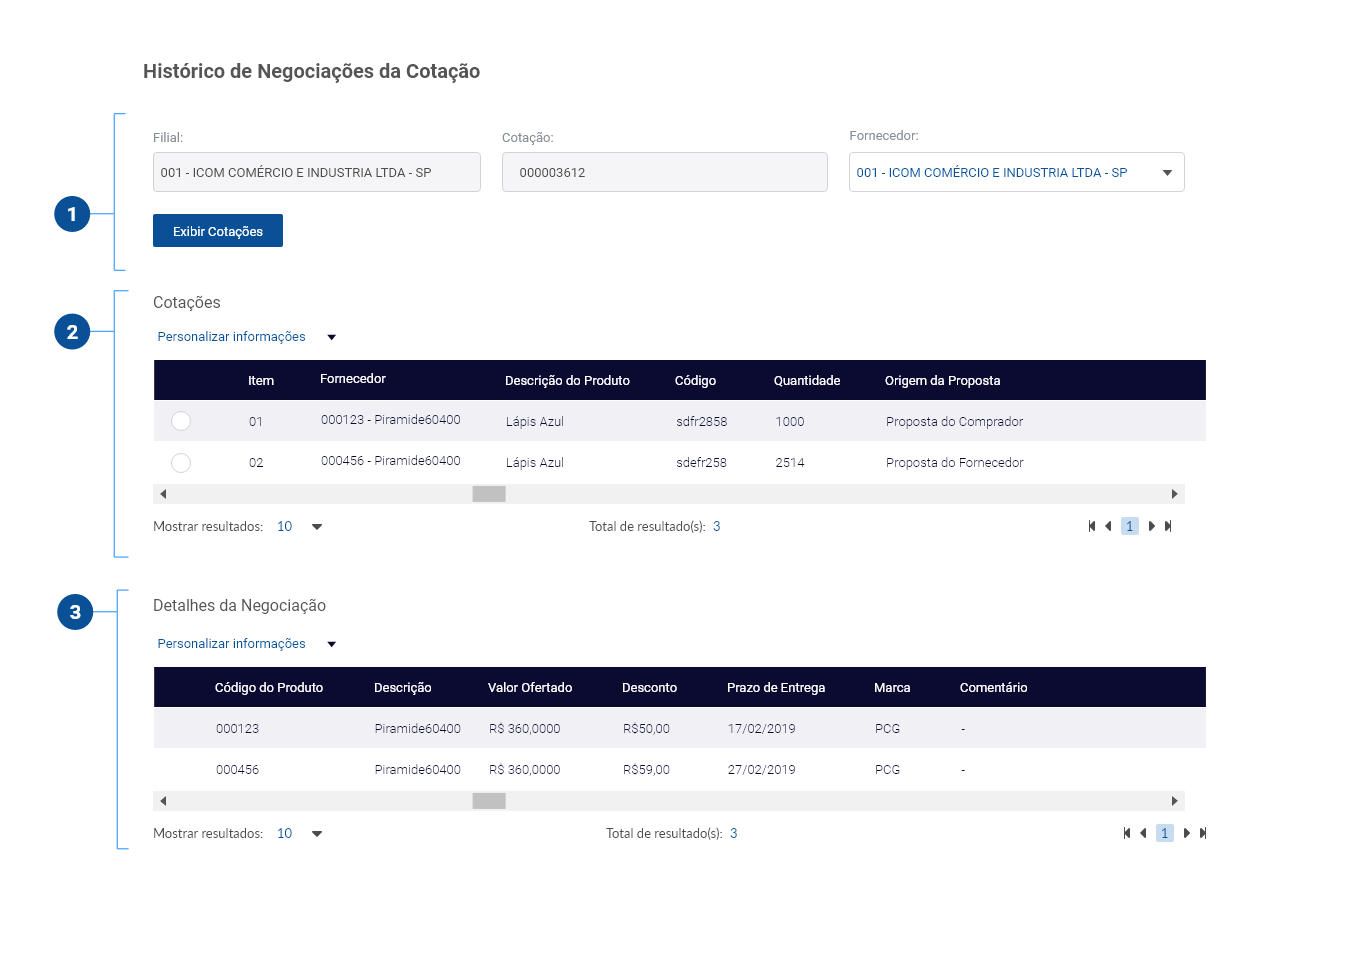 Histórico de Negociações da Cotação
Filial: Cotação: Fornecedor:
001 - ICOM COMÉRCIO E INDUSTRIA LTDA - SP 000003612 001 - ICOM COMÉRCIO E INDUSTRIA LTDA - SP
1
Exibir Cotações
Cotações
2
Personalizar informações
Item Fornecedor Descrição do Produto Código Quantidade Origem da Proposta
01 000123 - Piramide60400 Lápis Azul sdfr2858 1000 Proposta do Comprador
02 000456 - Piramide60400 Lápis Azul sdefr258 2514 Proposta do Fornecedor
Mostrar resultados: 10 Total de resultado(s): 3 1
3
Detalhes da Negociação
Personalizar informações
Código do Produto Descrição Valor Ofertado Desconto Prazo de Entrega Marca Comentário
000123 Piramide60400 R$ 360,0000 R$50,00 17/02/2019 PCG -
000456 Piramide60400 R$ 360,0000 R$59,00 27/02/2019 PCG -
Mostrar resultados: 10 Total de resultado(s): 3 1